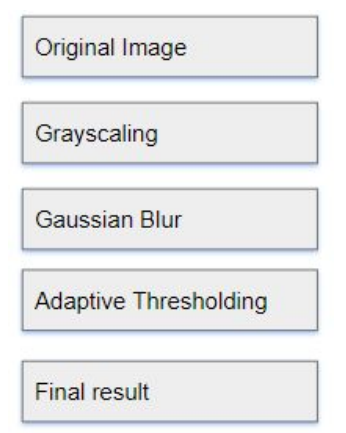 Original Image
Grayscaling
Gaussian Blur
Adaptive Thresholding
Final result